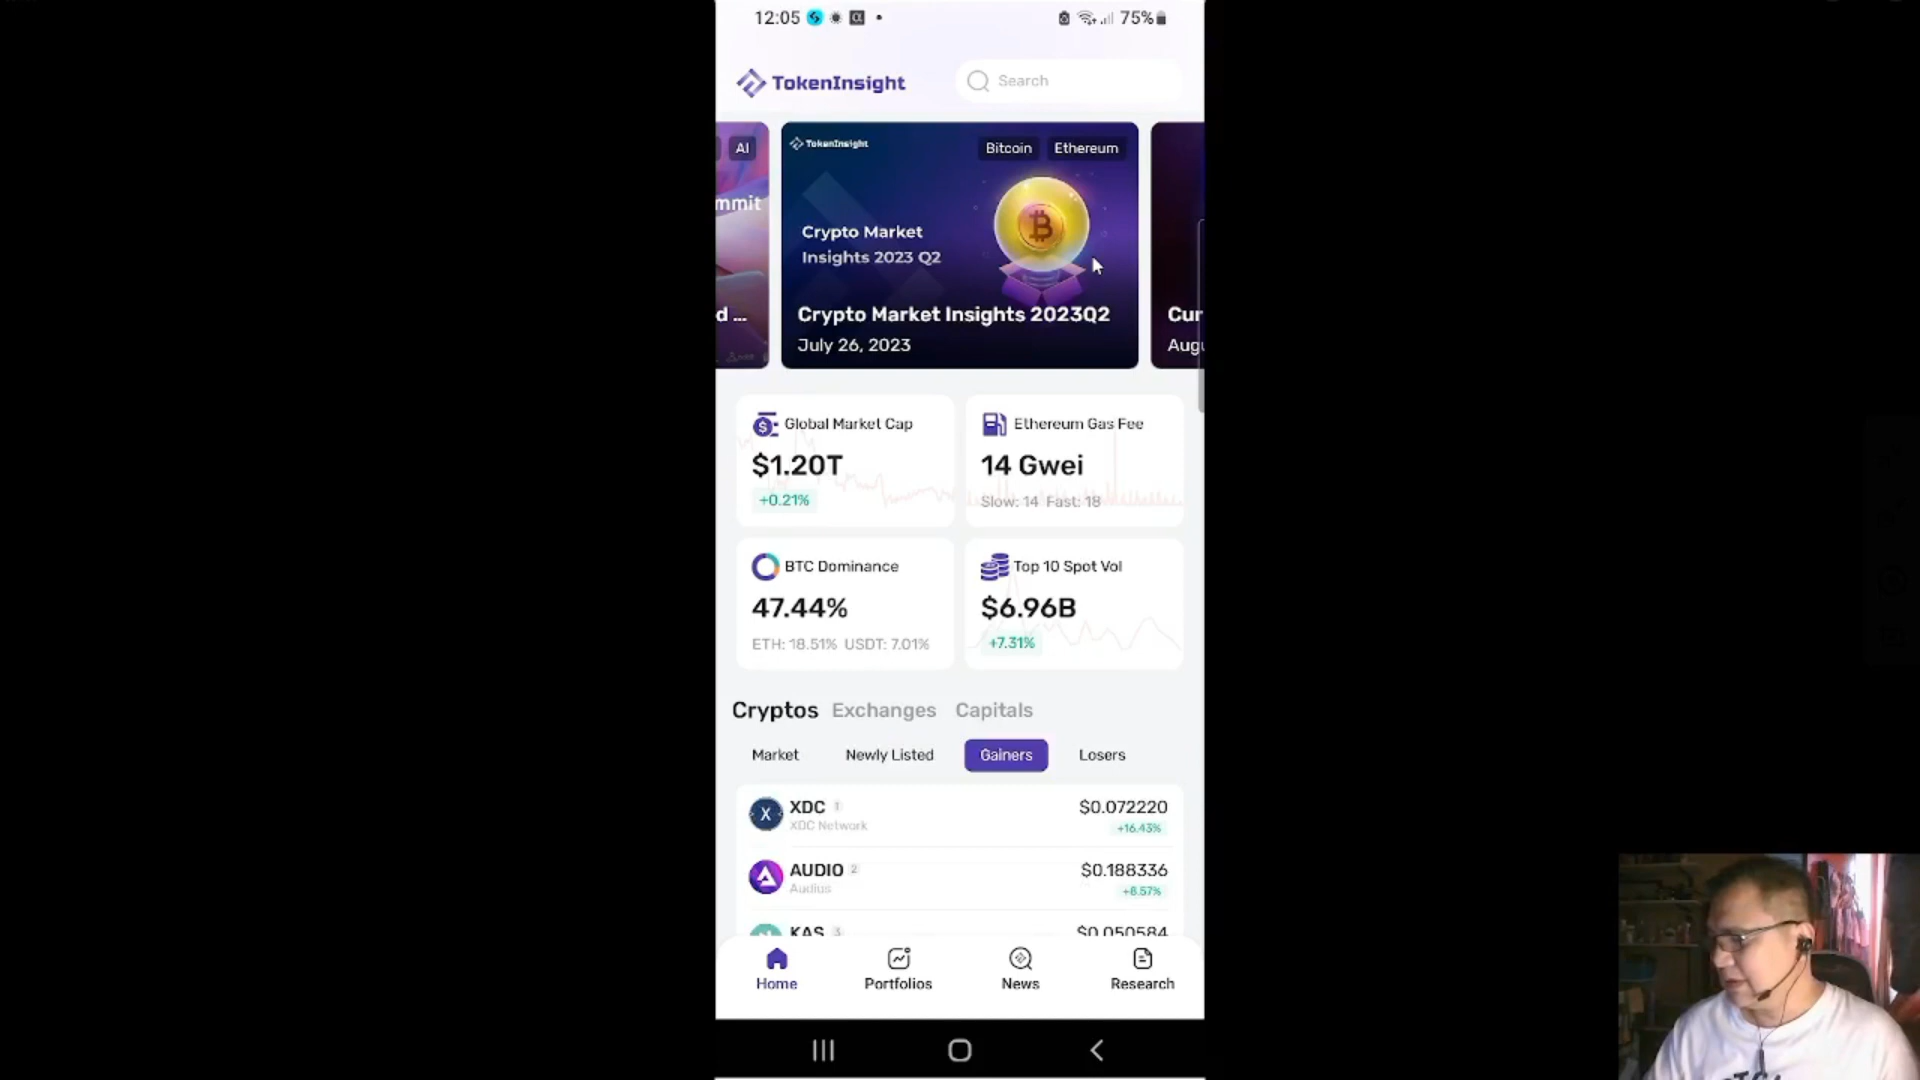 12:05
75%
TokenInsight
Search
AI
mmit
d ...
TokenInsight
Bitcoin Ethereum
Crypto Market
Insights 2023 Q2
Crypto Market Insights 2023Q2
July 26, 2023
Cur
Augu
Global Market Cap
$1.20T
+0.21%
Ethereum Gas Fee
14 Gwei
Slow: 14 Fast: 18
BTC Dominance
47.44%
ETH: 18.51% USDT: 7.01%
Top 10 Spot Vol
$6.96B
+7.31%
Cryptos Exchanges Capitals
Market Newly Listed Gainers Losers
XDC 1 $0.072220
XDC Network +16.43%
AUDIO 2 $0.188336
Audius +8.57%
KAS 3 $0.050584
Home Portfolios News Research